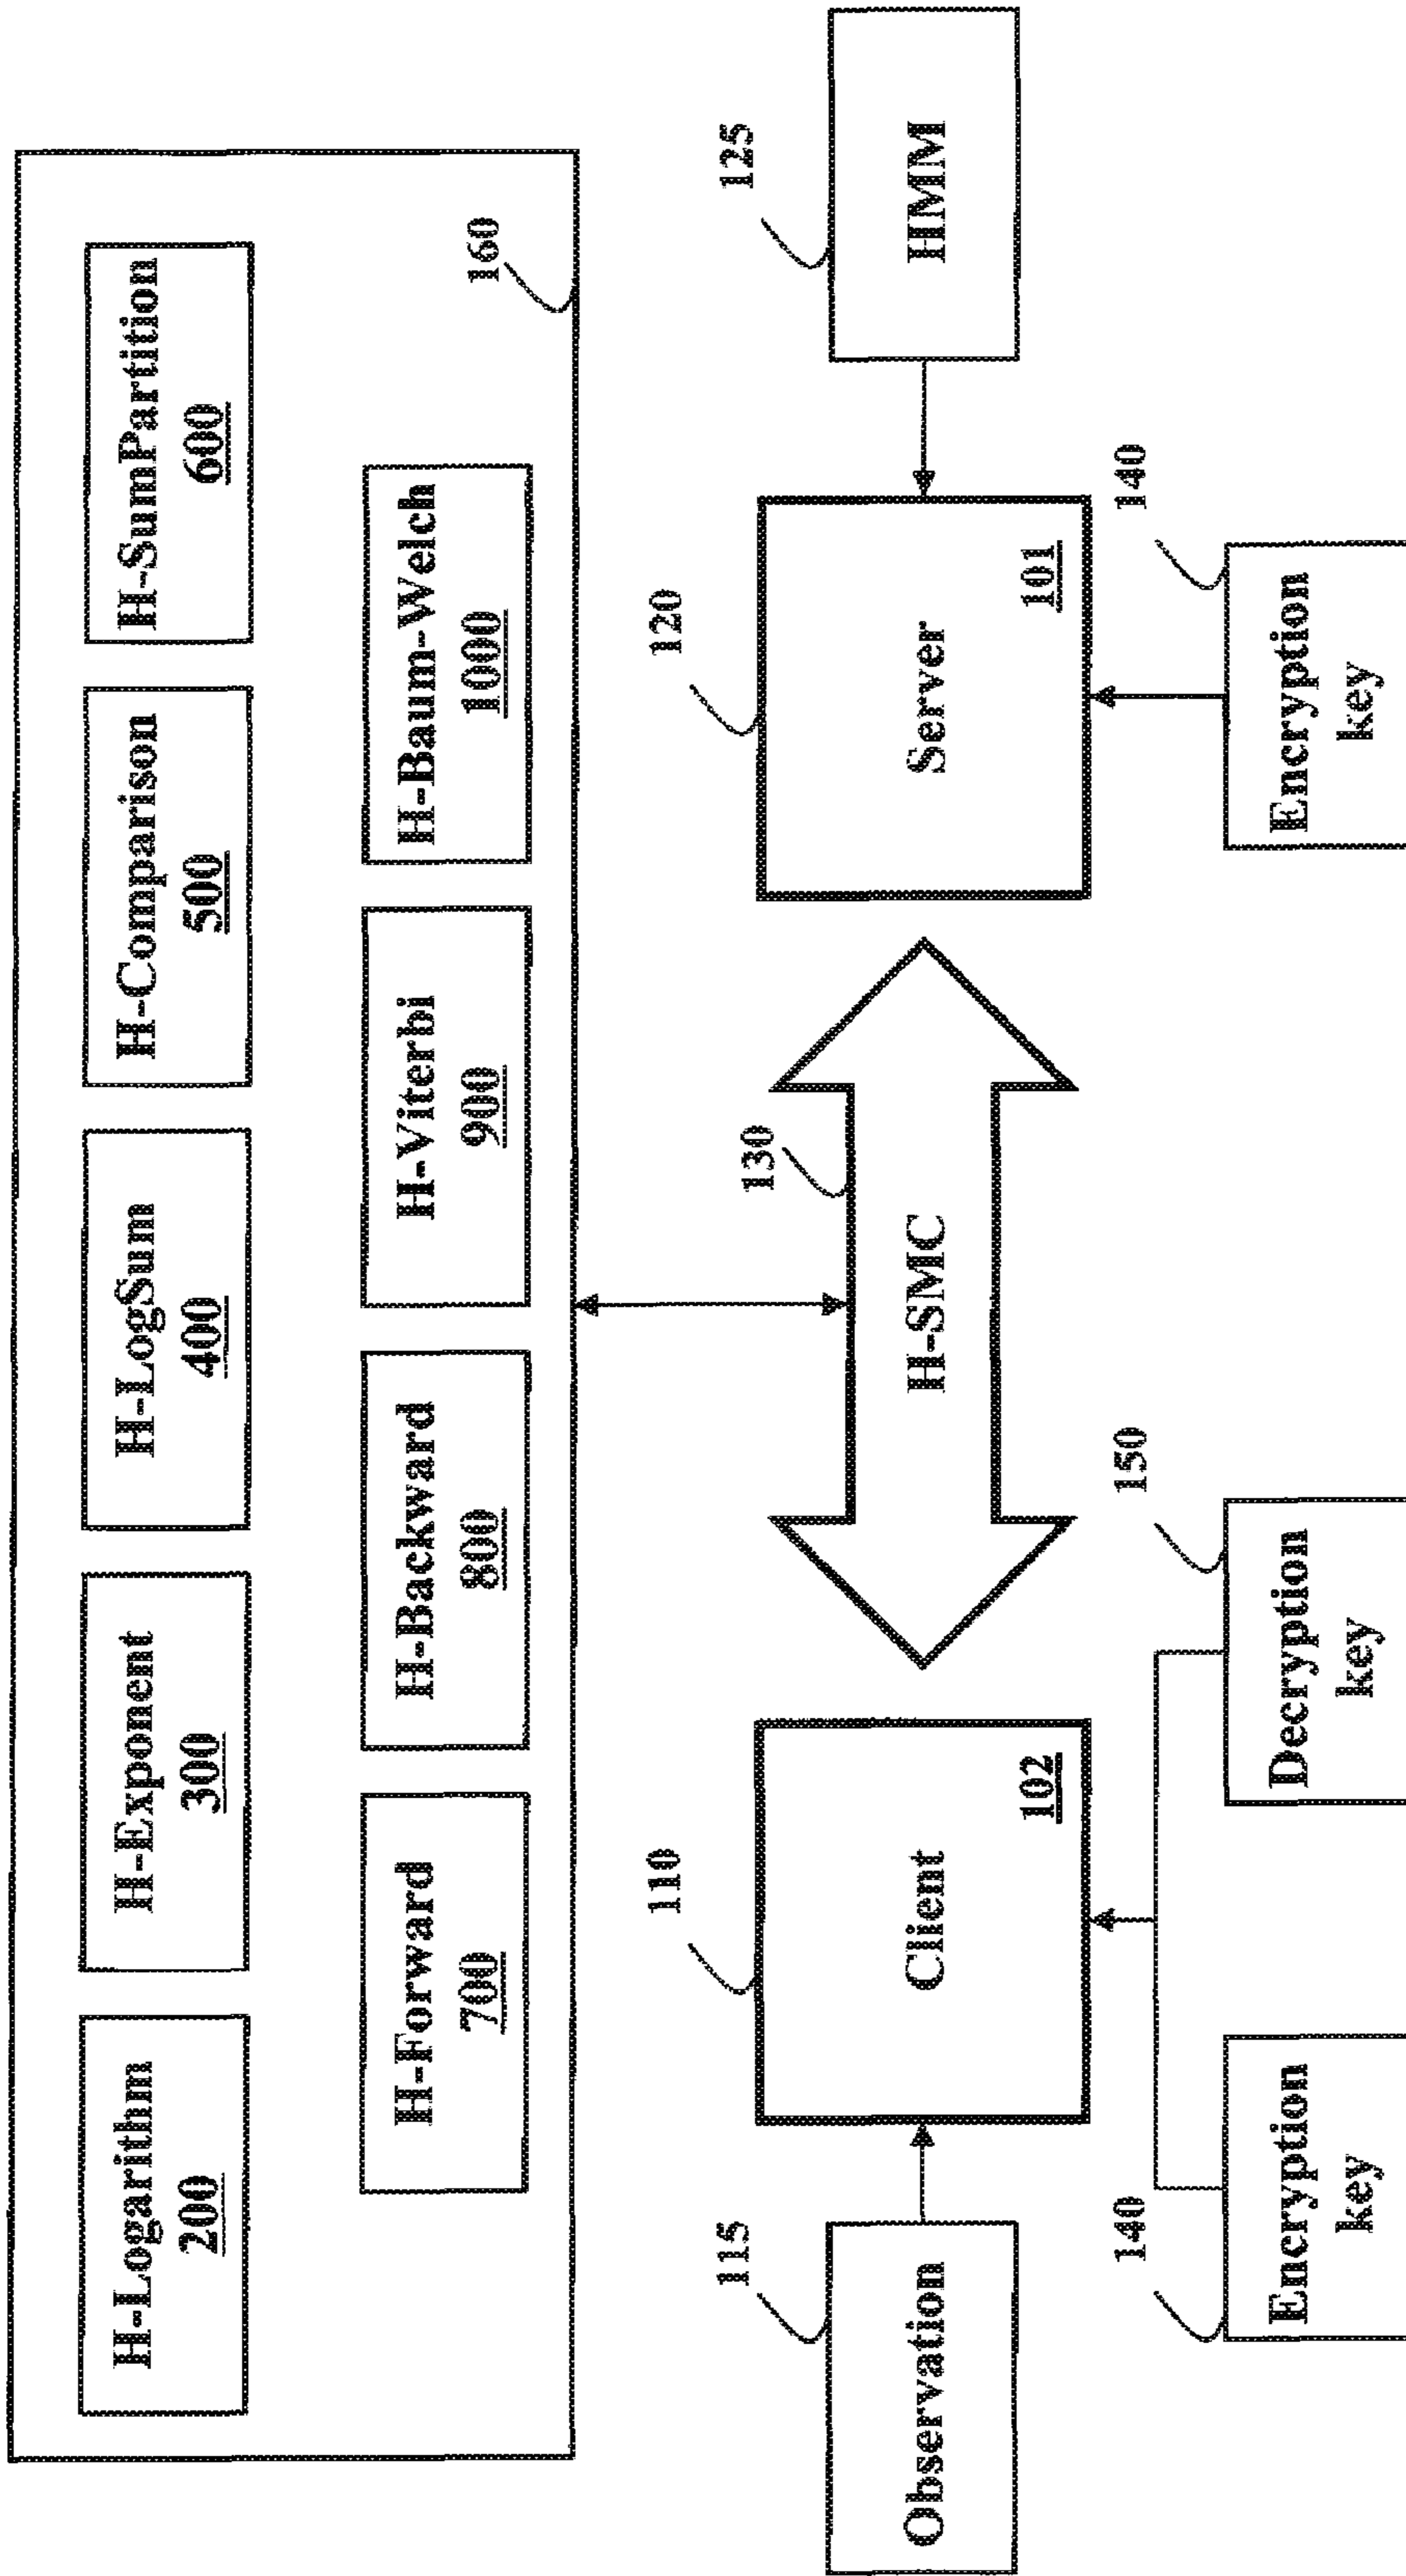 H-Logarithm
200
H-Exponent
300
H-LogSum
400
H-Comparison
500
H-SumPartition
600
H-Forward
700
H-Backward
800
H-Viterbi
900
H-Baum-Welch
1000
160
115
Observation
110
Client
102
130
H-SMC
120
Server
101
125
HMM
140
Encryption
key
150
Decryption
key
140
Encryption
key